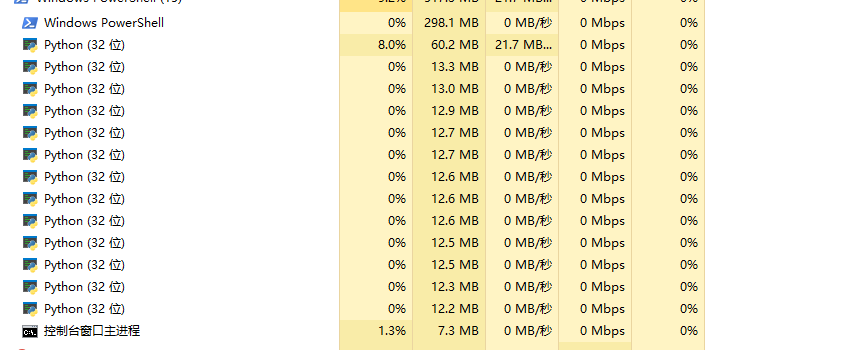 Windows PowerShell 0% 298.1 MB 0 MB/秒 0 Mbps 0%
Python (32 位) 8.0% 60.2 MB 21.7 MB... 0 Mbps 0%
Python (32 位) 0% 13.3 MB 0 MB/秒 0 Mbps 0%
Python (32 位) 0% 13.0 MB 0 MB/秒 0 Mbps 0%
Python (32 位) 0% 12.9 MB 0 MB/秒 0 Mbps 0%
Python (32 位) 0% 12.7 MB 0 MB/秒 0 Mbps 0%
Python (32 位) 0% 12.7 MB 0 MB/秒 0 Mbps 0%
Python (32 位) 0% 12.6 MB 0 MB/秒 0 Mbps 0%
Python (32 位) 0% 12.6 MB 0 MB/秒 0 Mbps 0%
Python (32 位) 0% 12.6 MB 0 MB/秒 0 Mbps 0%
Python (32 位) 0% 12.5 MB 0 MB/秒 0 Mbps 0%
Python (32 位) 0% 12.5 MB 0 MB/秒 0 Mbps 0%
Python (32 位) 0% 12.3 MB 0 MB/秒 0 Mbps 0%
Python (32 位) 0% 12.2 MB 0 MB/秒 0 Mbps 0%
控制台窗口主进程 1.3% 7.3 MB 0 MB/秒 0 Mbps 0%